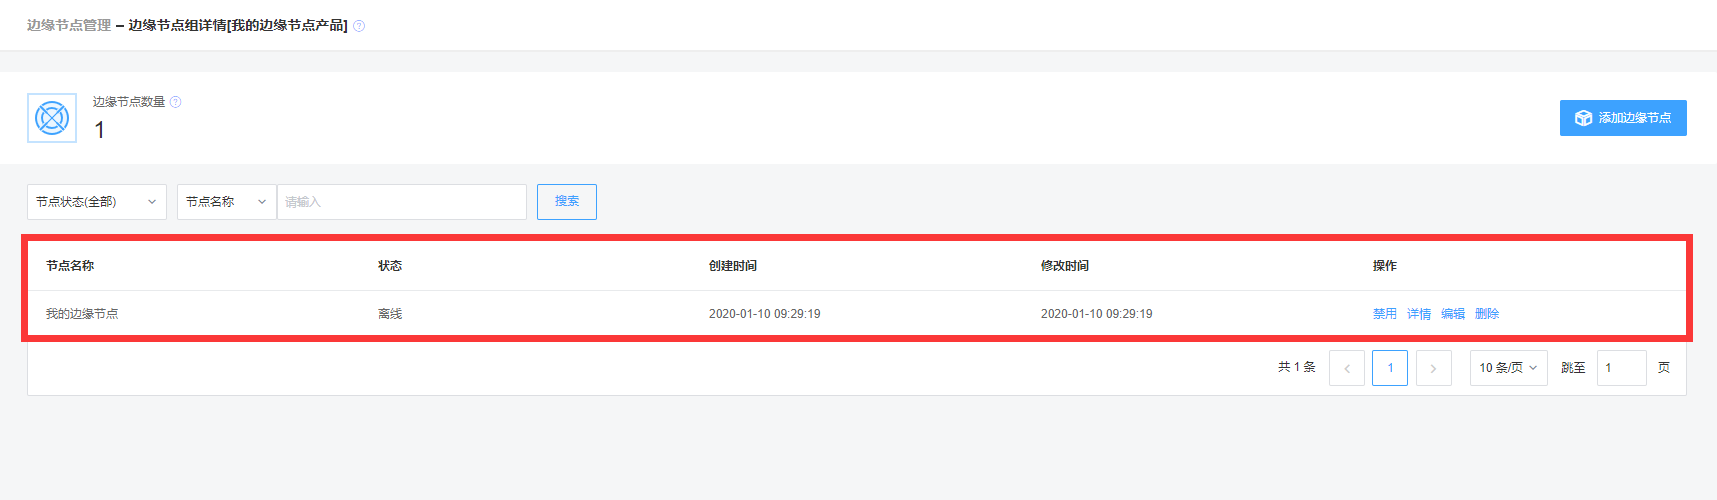 边缘节点管理 – 边缘节点组详情[我的边缘节点产品] ?
边缘节点数量 ?
1
添加边缘节点
节点状态(全部) 节点名称 请输入 搜索
节点名称 状态 创建时间 修改时间 操作
我的边缘节点 离线 2020-01-10 09:29:19 2020-01-10 09:29:19 禁用 详情 编辑 删除
共 1 条 < 1 > 10 条/页 跳至 1 页